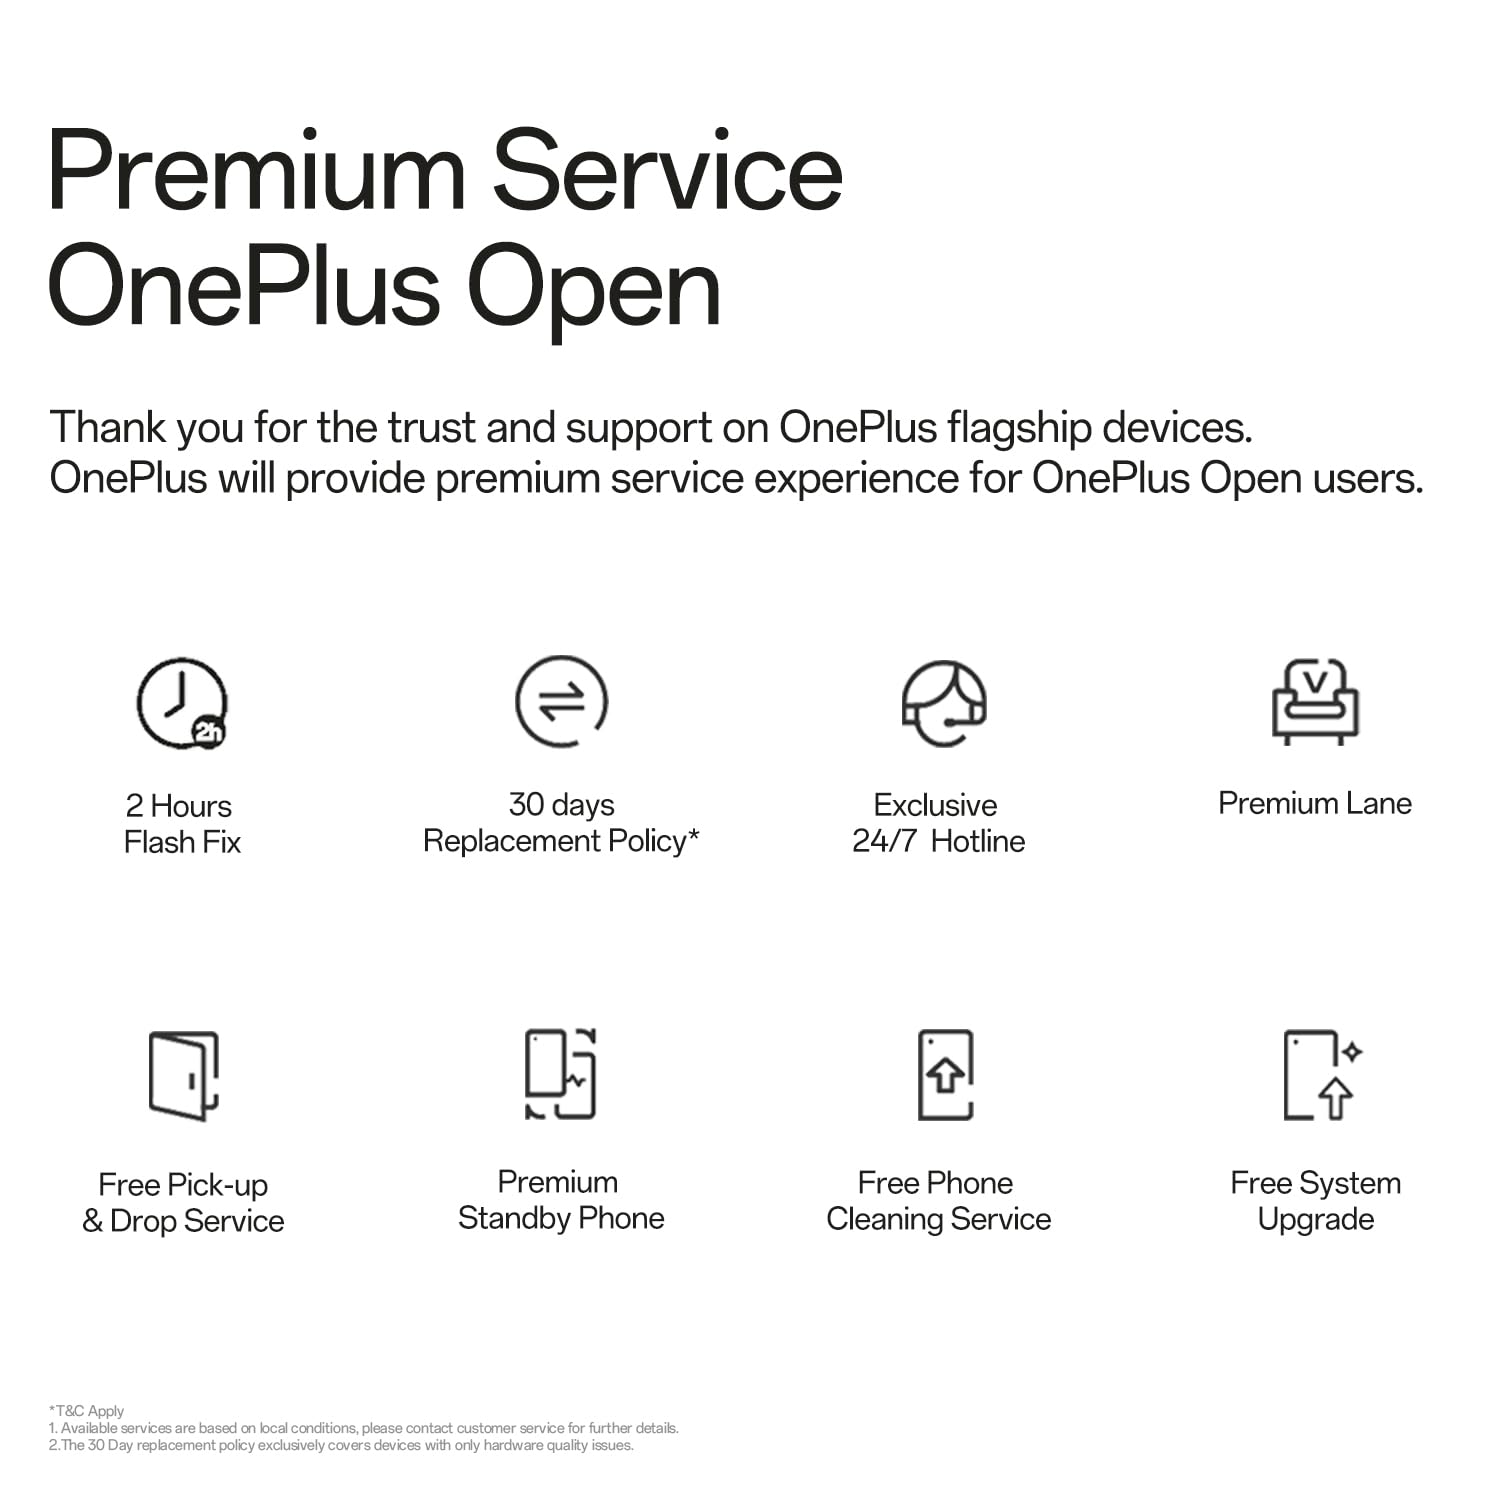 Premium Service
OnePlus Open
Thank you for the trust and support on OnePlus flagship devices.
OnePlus will provide premium service experience for OnePlus Open users.
2h
V
2 Hours
Flash Fix
30 days
Replacement Policy*
Exclusive
24/7 Hotline
Premium Lane
Free Pick-up
& Drop Service
Premium
Standby Phone
Free Phone
Cleaning Service
Free System
Upgrade
*T&C Apply
1. Available services are based on local conditions, please contact customer service for further details.
2.The 30 Day replacement policy exclusively covers devices with only hardware quality issues.